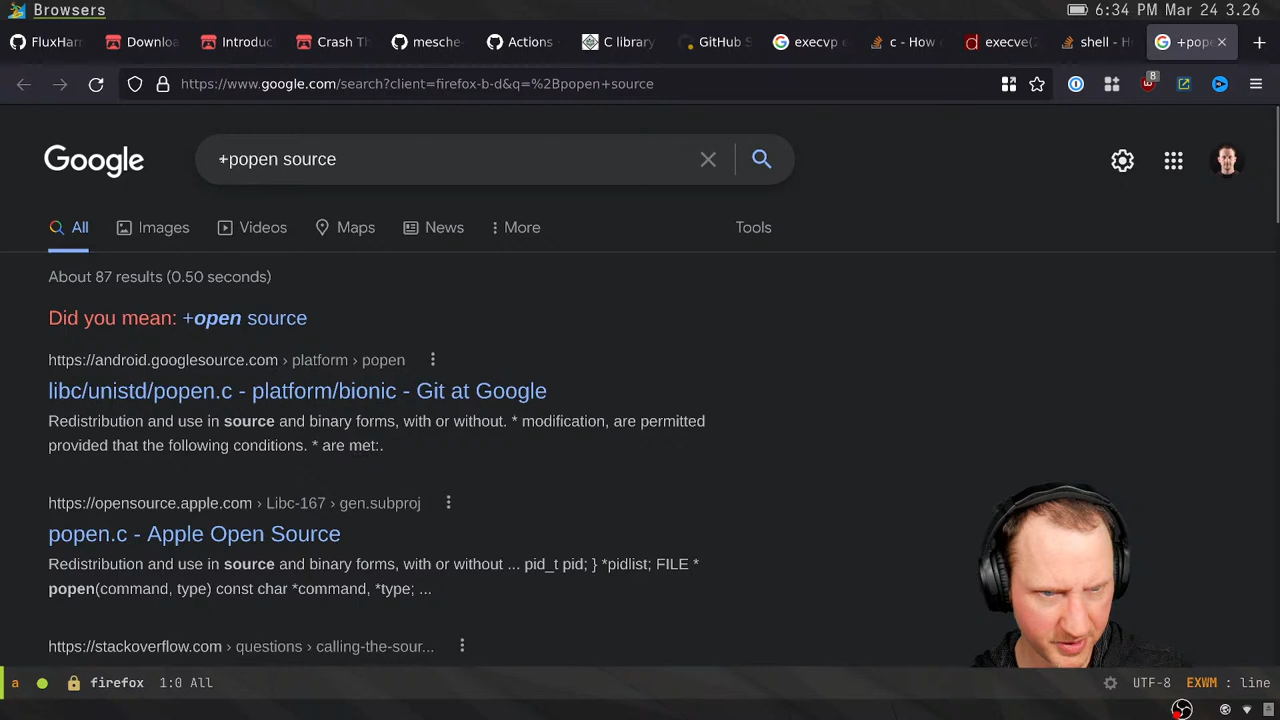 Browsers
6:34 PM Mar 24 3.26
FluxHarm
Downloa
Introduc
Crash Th
mesche
Actions
C library
GitHub S
execvp
c - How
execve(2
shell - H
+pope
https://www.google.com/search?client=firefox-b-d&q=%2Bpopen+source
8
Google
+popen source
All
Images
Videos
Maps
News
More
Tools
About 87 results (0.50 seconds)
Did you mean: +open source
https://android.googlesource.com › platform › popen
libc/unistd/popen.c - platform/bionic - Git at Google
Redistribution and use in source and binary forms, with or without. * modification, are permitted
provided that the following conditions. * are met:.
https://opensource.apple.com › Libc-167 › gen.subproj
popen.c - Apple Open Source
Redistribution and use in source and binary forms, with or without ... pid_t pid; } *pidlist; FILE *
popen(command, type) const char *command, *type; ...
https://stackoverflow.com › questions › calling-the-sour...
a
firefox
1:0 All
UTF-8
EXWM : line